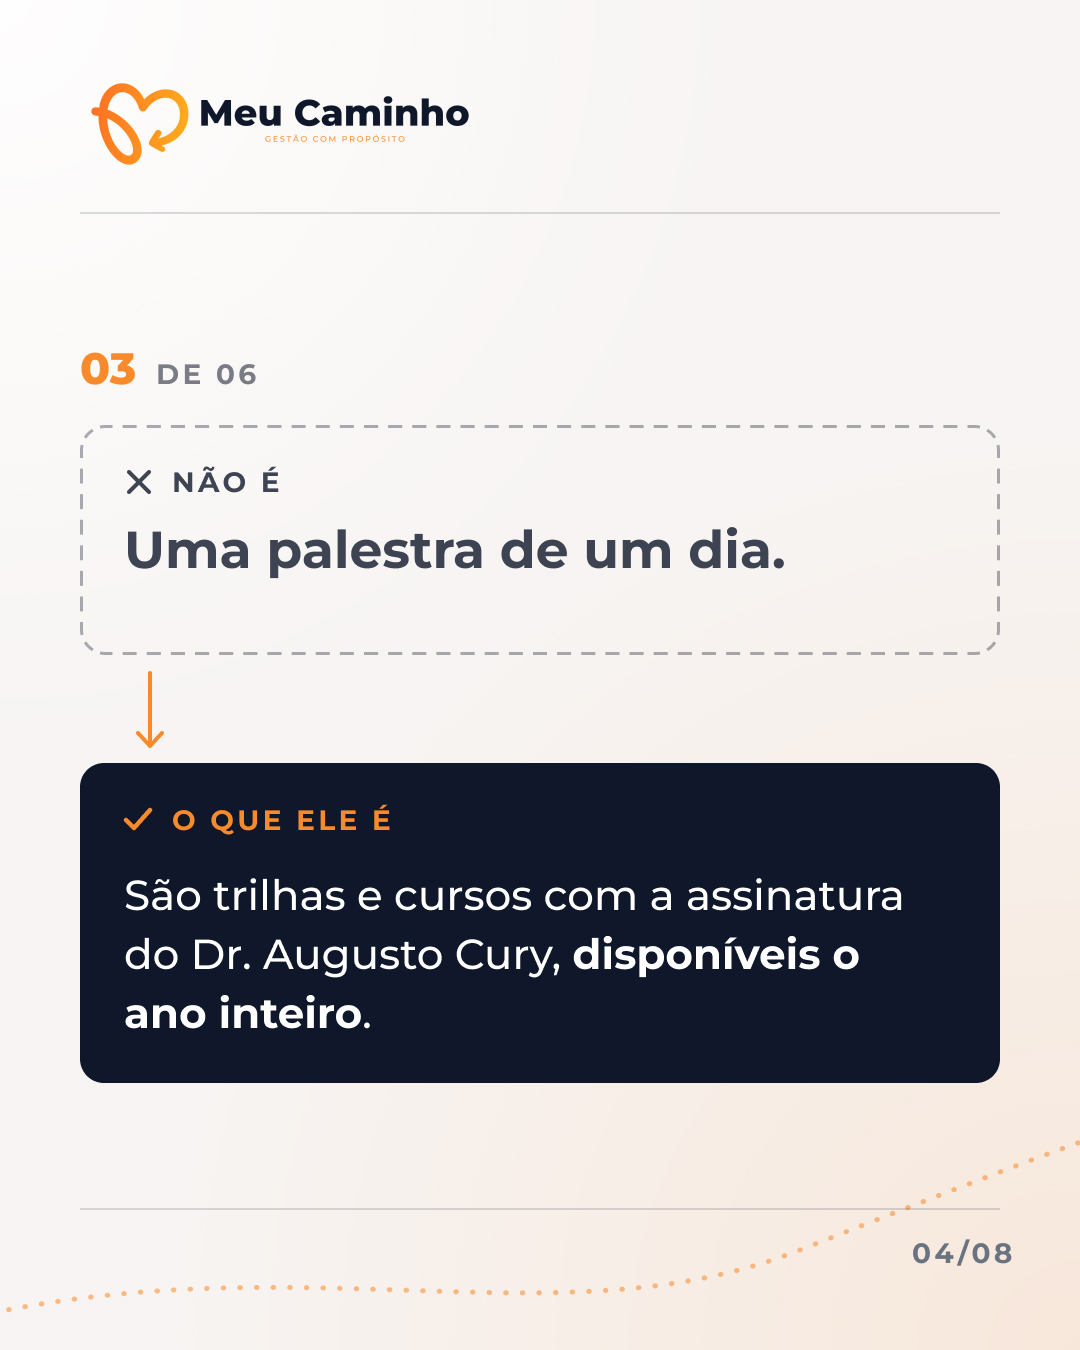 Meu Caminho
GESTÃO COM PROPÓSITO
03 DE 06
NÃO É
Uma palestra de um dia.
O QUE ELE É
São trilhas e cursos com a assinatura
do Dr. Augusto Cury, disponíveis o
ano inteiro.
04/08